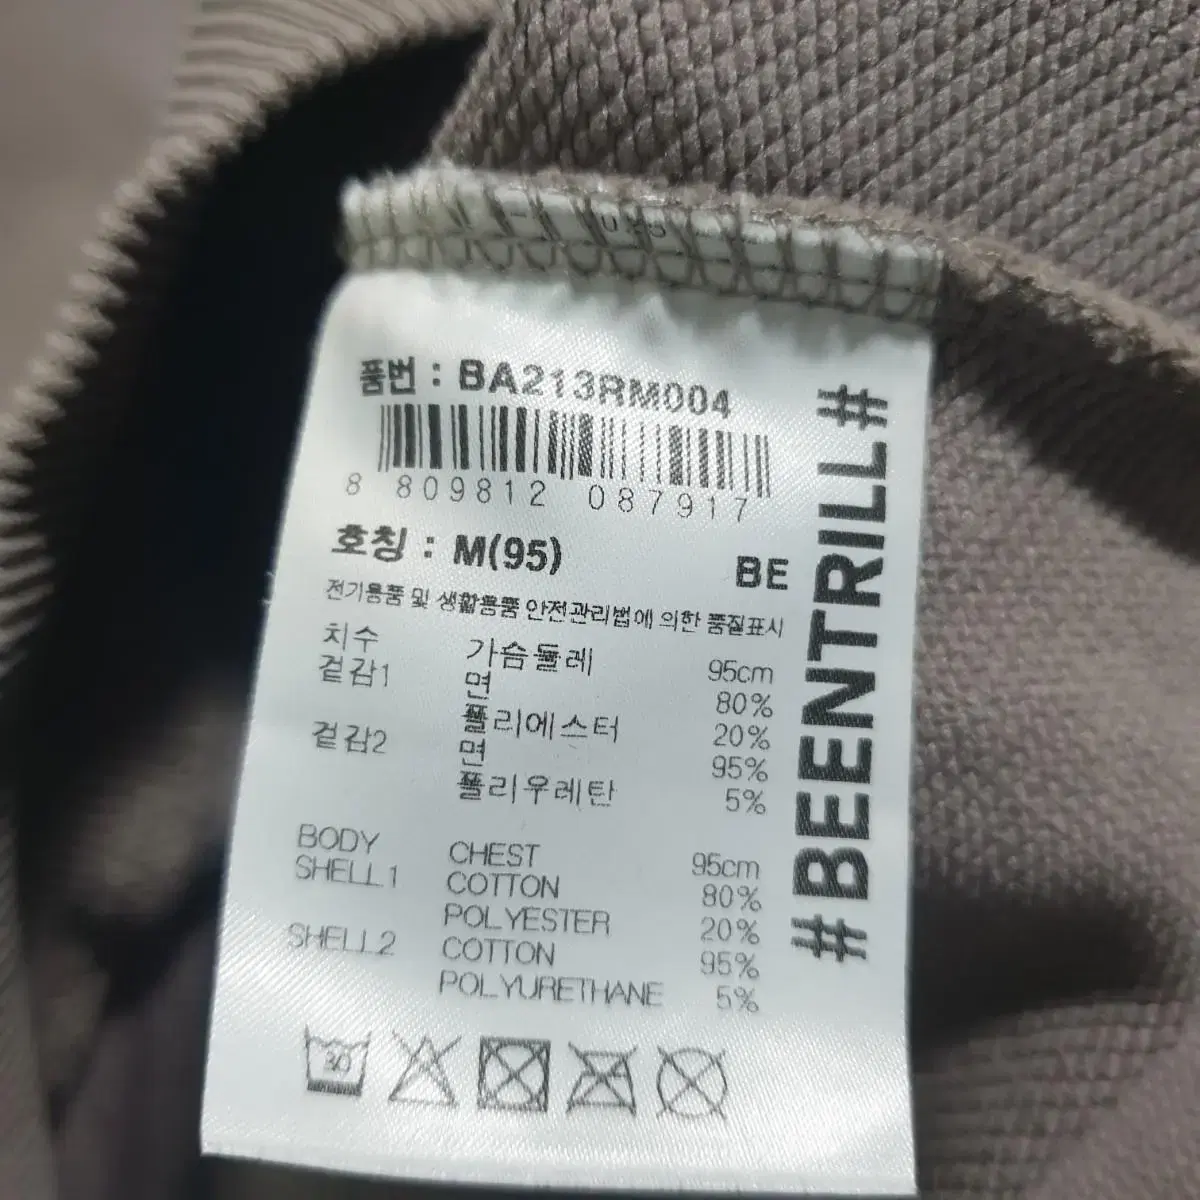 품번 : BA213RM004
8 809812 087917
호칭 : M(95) BE
전기용품 및 생활용품 안전관리법에 의한 품질표시
치수 가슴둘레 95cm
겉감1 면 80%
폴리에스터 20%
겉감2 면 95%
폴리우레탄 5%
BODY CHEST 95cm
SHELL1 COTTON 80%
POLYESTER 20%
SHELL2 COTTON 95%
POLYURETHANE 5%
30
#BEENTRILL#